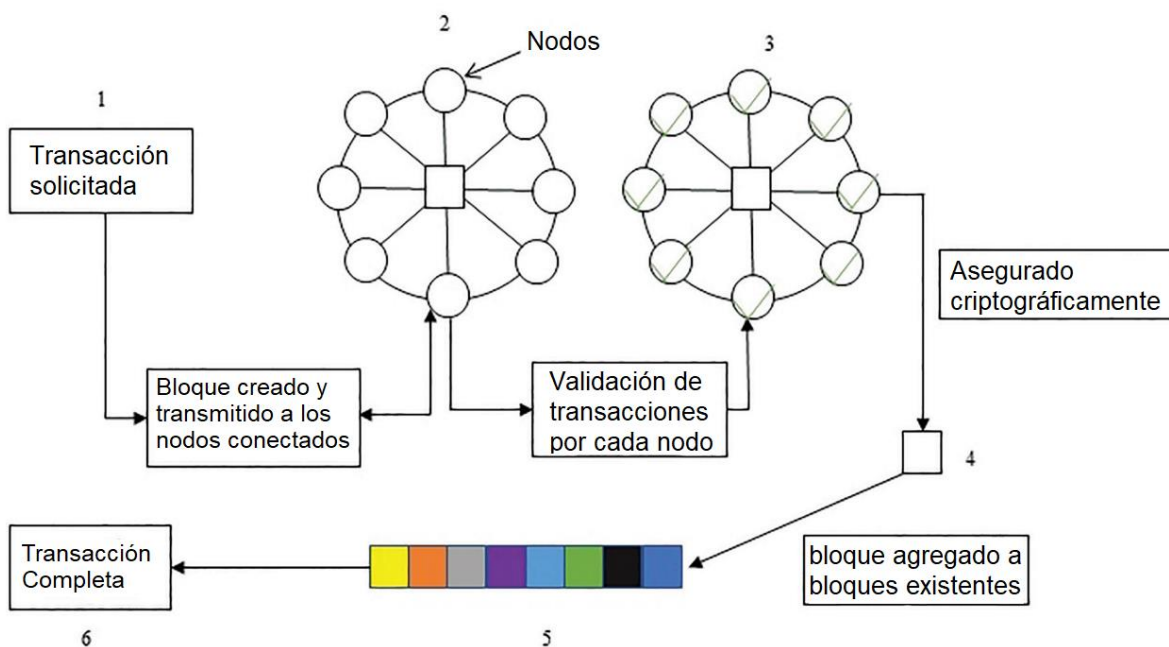 1
2
Nodos
3
Transacción
solicitada
Asegurado
criptográficamente
Bloque creado y
transmitido a los
nodos conectados
Validación de
transacciones
por cada nodo
4
Transacción
Completa
bloque agregado a
bloques existentes
6
5